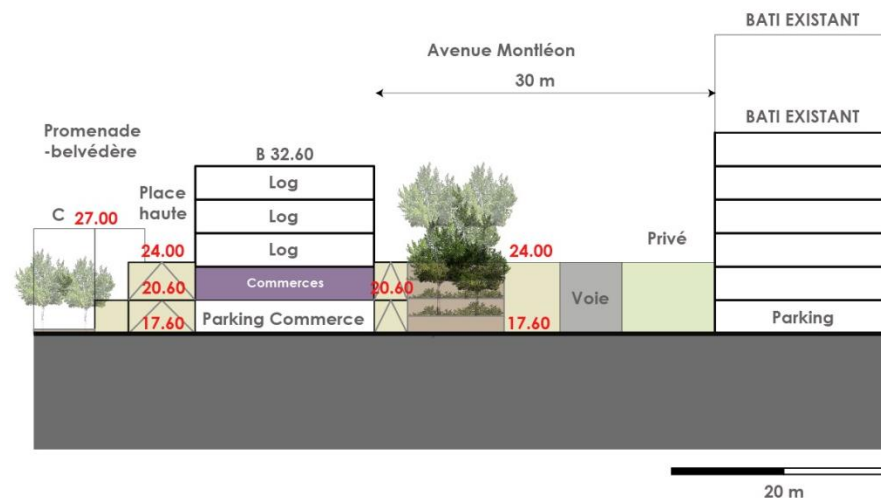 BATI EXISTANT
Avenue Montléon
30 m
BATI EXISTANT
Promenade
-belvédère
B 32.60
Place
haute
Log
C 27.00
Log
Privé
24.00
Log
24.00
20.60
Commerces
20.60
Voie
17.60
Parking Commerce
17.60
Parking
20 m